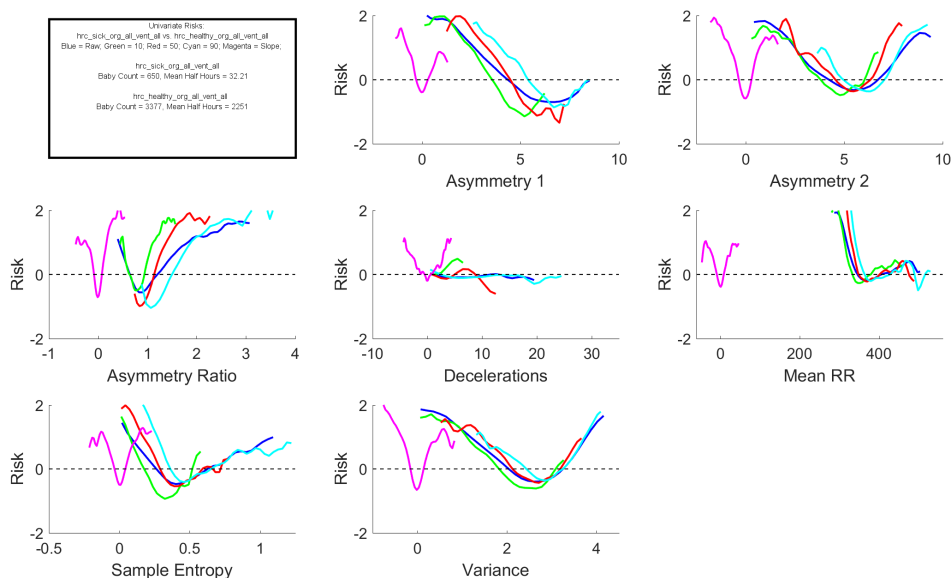 Univariate Risks:
hrc_sick_org_all_vent_all vs. hrc_healthy_org_all_vent_all
Blue = Raw; Green = 10; Red = 50; Cyan = 90; Magenta = Slope;
hrc_sick_org_all_vent_all
Baby Count = 650, Mean Half Hours = 32.21
hrc_healthy_org_all_vent_all
Baby Count = 3377, Mean Half Hours = 2251
2
0
-2
Risk
0
5
10
Asymmetry 1
2
0
-2
Risk
0
5
10
Asymmetry 2
2
0
-2
Risk
-1
0
1
2
3
4
Asymmetry Ratio
2
0
-2
Risk
-10
0
10
20
30
Decelerations
2
0
-2
Risk
0
200
400
Mean RR
2
0
-2
Risk
-0.5
0
0.5
1
Sample Entropy
2
0
-2
Risk
0
2
4
Variance